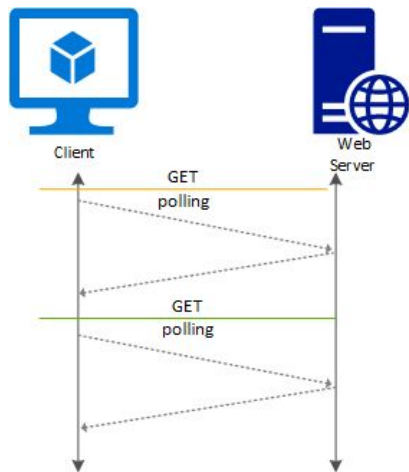 Client
Web
Server
GET
polling
GET
polling